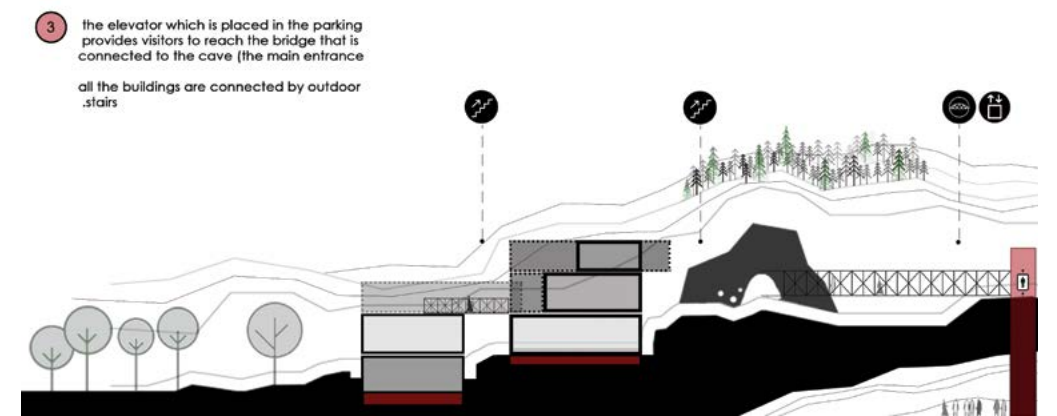 3
the elevator which is placed in the parking
provides visitors to reach the bridge that is
connected to the cave (the main entrance
all the buildings are connected by outdoor
.stairs